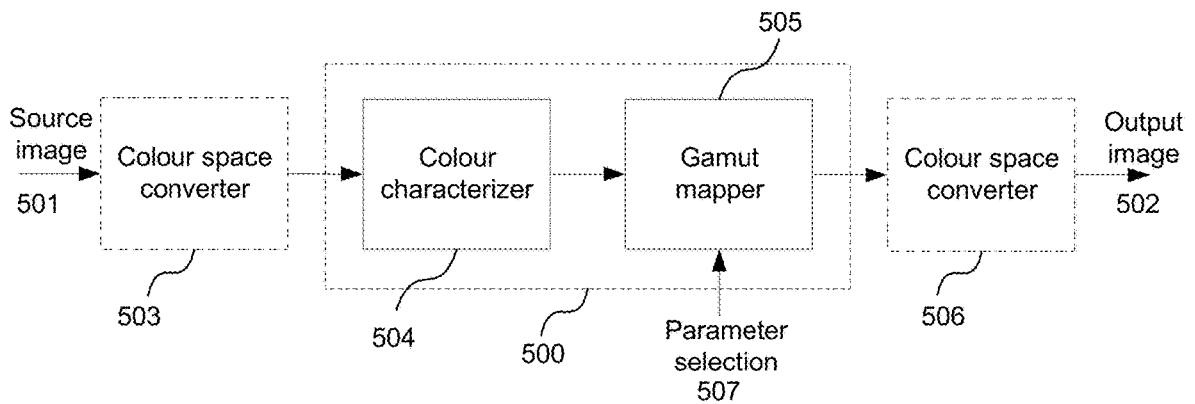 505
Source
image
501
Colour space
converter
Colour
characterizer
Gamut
mapper
Colour space
converter
Output
image
502
503
504
500
Parameter
selection
507
506